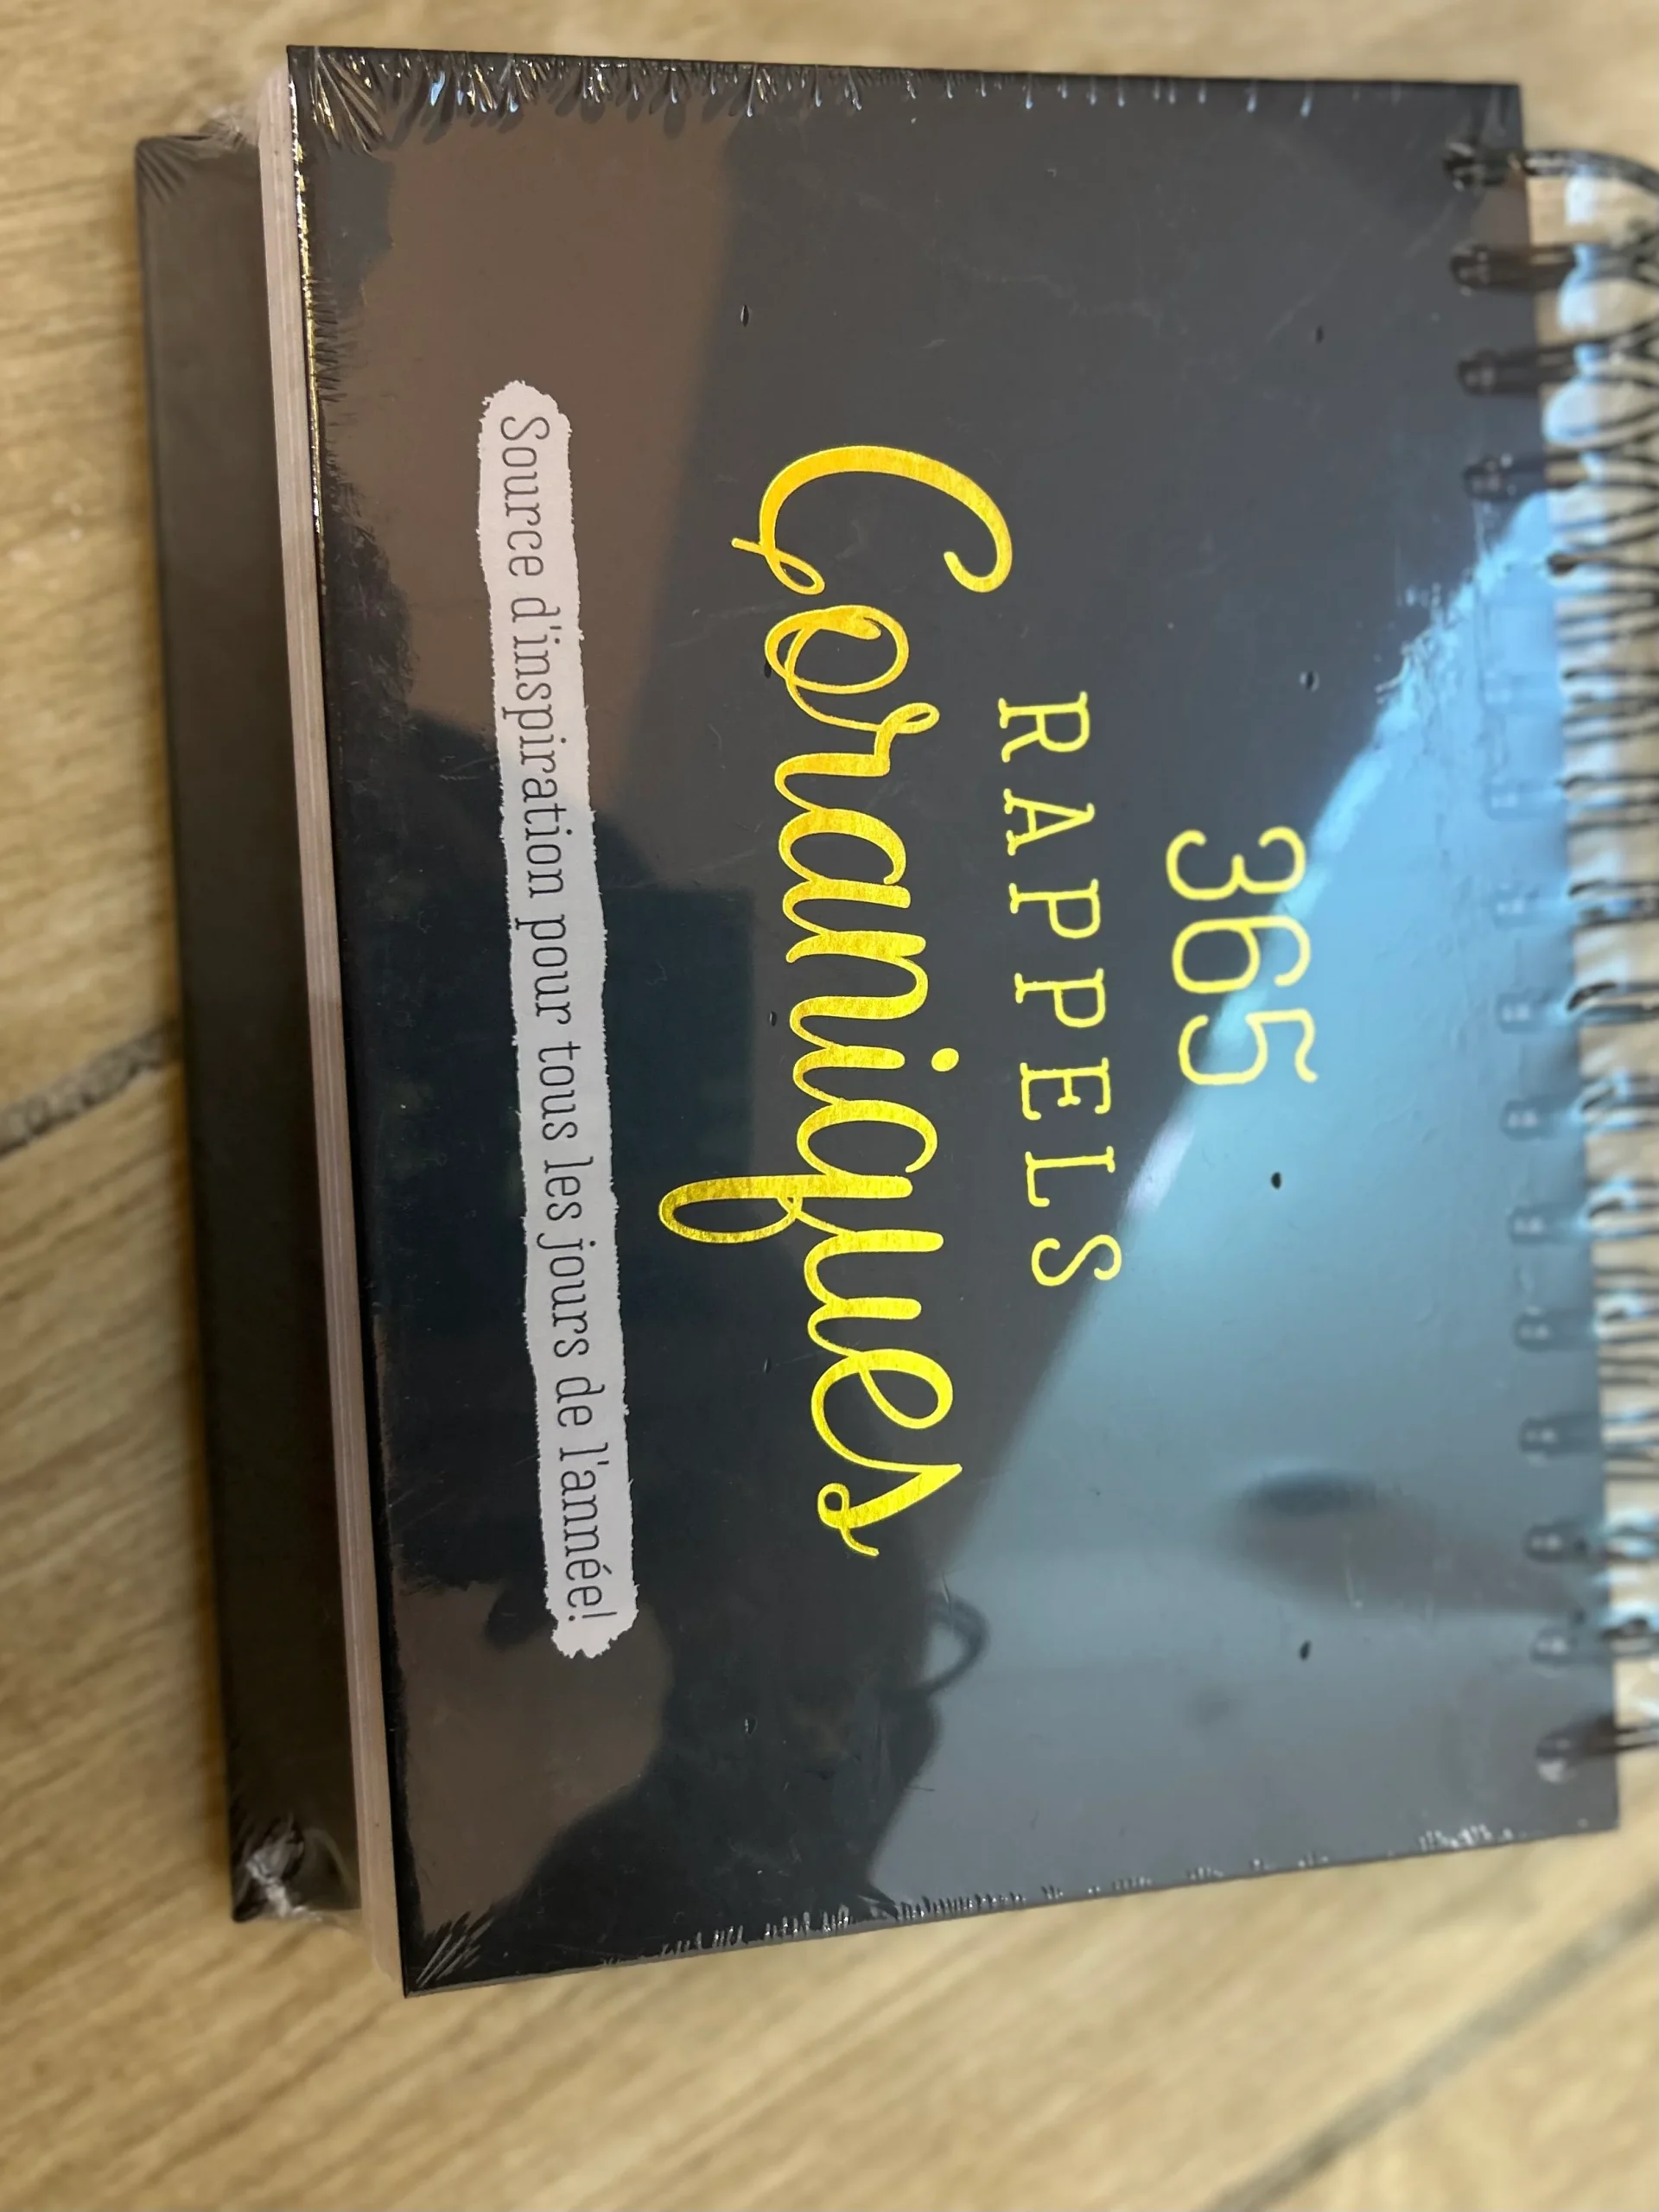 365
RAPPELS
Coraniques
Source d'inspiration pour tous les jours de l'année!